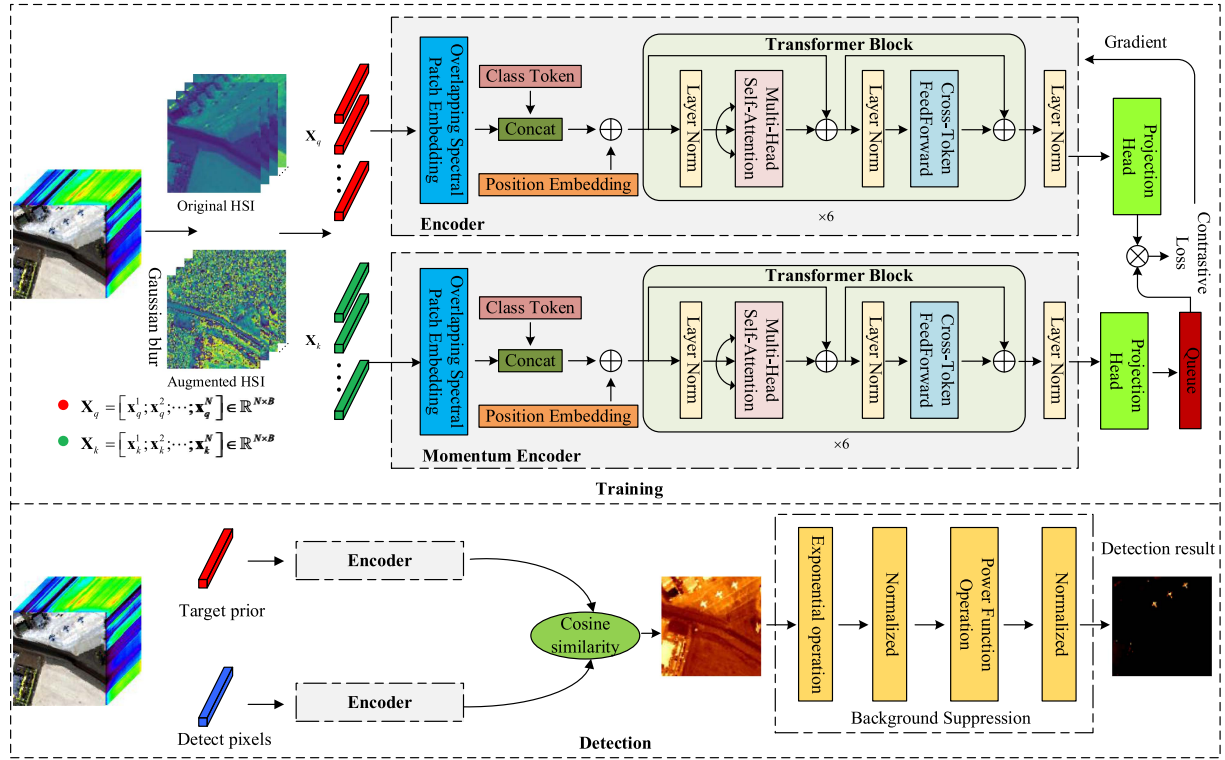 Original HSI
Gaussian blur
Augmented HSI
X_q
X_k
X_q = [x_q^1; x_q^2; ⋯; x_q^N] ∈ ℝ^{N×B}
X_k = [x_k^1; x_k^2; ⋯; x_k^N] ∈ ℝ^{N×B}
Overlapping Spectral
Patch Embedding
Class Token
Concat
Position Embedding
Transformer Block
Layer Norm
Multi-Head
Self-Attention
Layer Norm
Cross-Token
FeedForward
Layer Norm
×6
Encoder
Gradient
Projection
Head
Contrastive
Loss
Overlapping Spectral
Patch Embedding
Class Token
Concat
Position Embedding
Transformer Block
Layer Norm
Multi-Head
Self-Attention
Layer Norm
Cross-Token
FeedForward
Layer Norm
×6
Momentum Encoder
Projection
Head
Queue
Training
Target prior
Encoder
Detect pixels
Encoder
Cosine
similarity
Exponential operation
Normalized
Power Function
Operation
Normalized
Background Suppression
Detection result
Detection